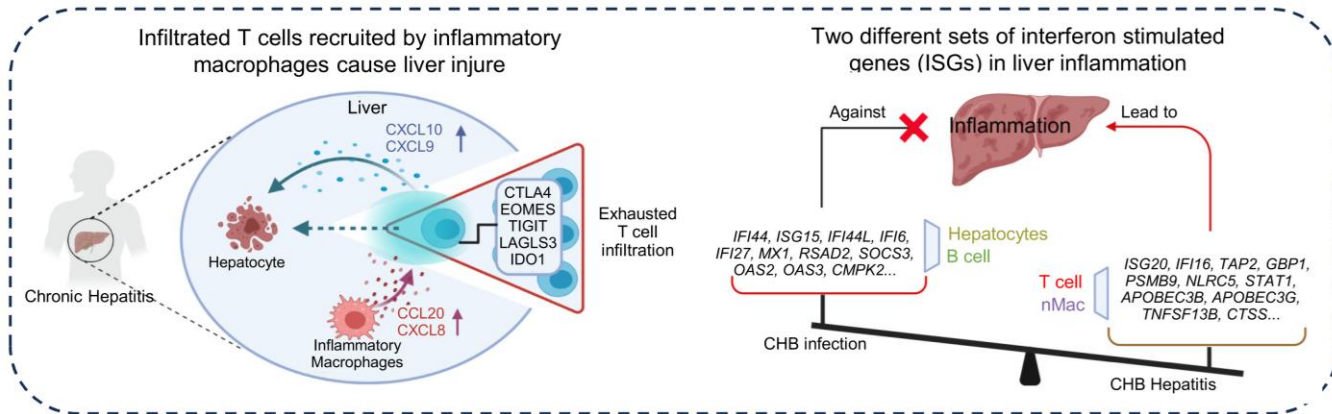 Infiltrated T cells recruited by inflammatory
macrophages cause liver injure
Liver
CXCL10
CXCL9
CTLA4
EOMES
TIGIT
LAGLS3
IDO1
Exhausted
T cell
infiltration
Hepatocyte
Chronic Hepatitis
CCL20
CXCL8
Inflammatory
Macrophages
Two different sets of interferon stimulated
genes (ISGs) in liver inflammation
Against
Inflammation
Lead to
IFI44, ISG15, IFI44L, IFI6,
IFI27, MX1, RSAD2, SOCS3,
OAS2, OAS3, CMPK2...
Hepatocytes
B cell
T cell
nMac
ISG20, IFI16, TAP2, GBP1,
PSMB9, NLRC5, STAT1,
APOBEC3B, APOBEC3G,
TNFSF13B, CTSS...
CHB infection
CHB Hepatitis